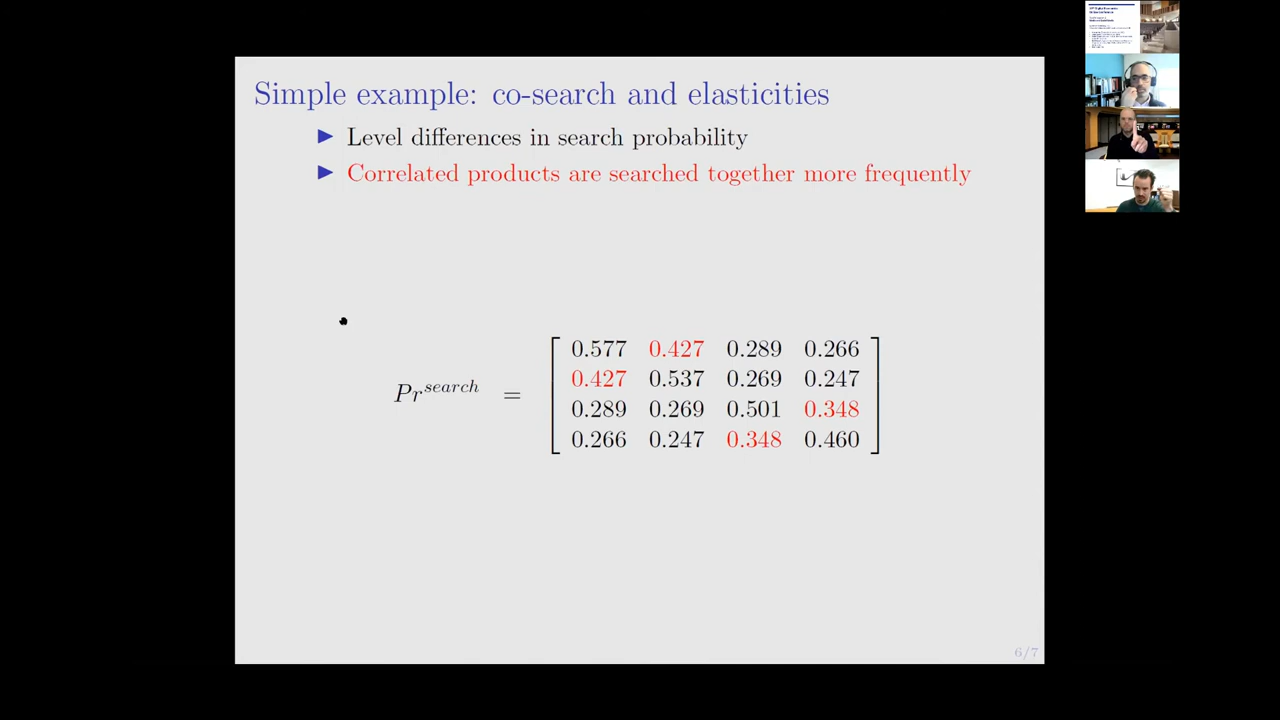 Simple example: co-search and elasticities
▶ Level differences in search probability
▶ Correlated products are searched together more frequently
Pr^search = [ 0.577 0.427 0.289 0.266
0.427 0.537 0.269 0.247
0.289 0.269 0.501 0.348
0.266 0.247 0.348 0.460 ]
6/7